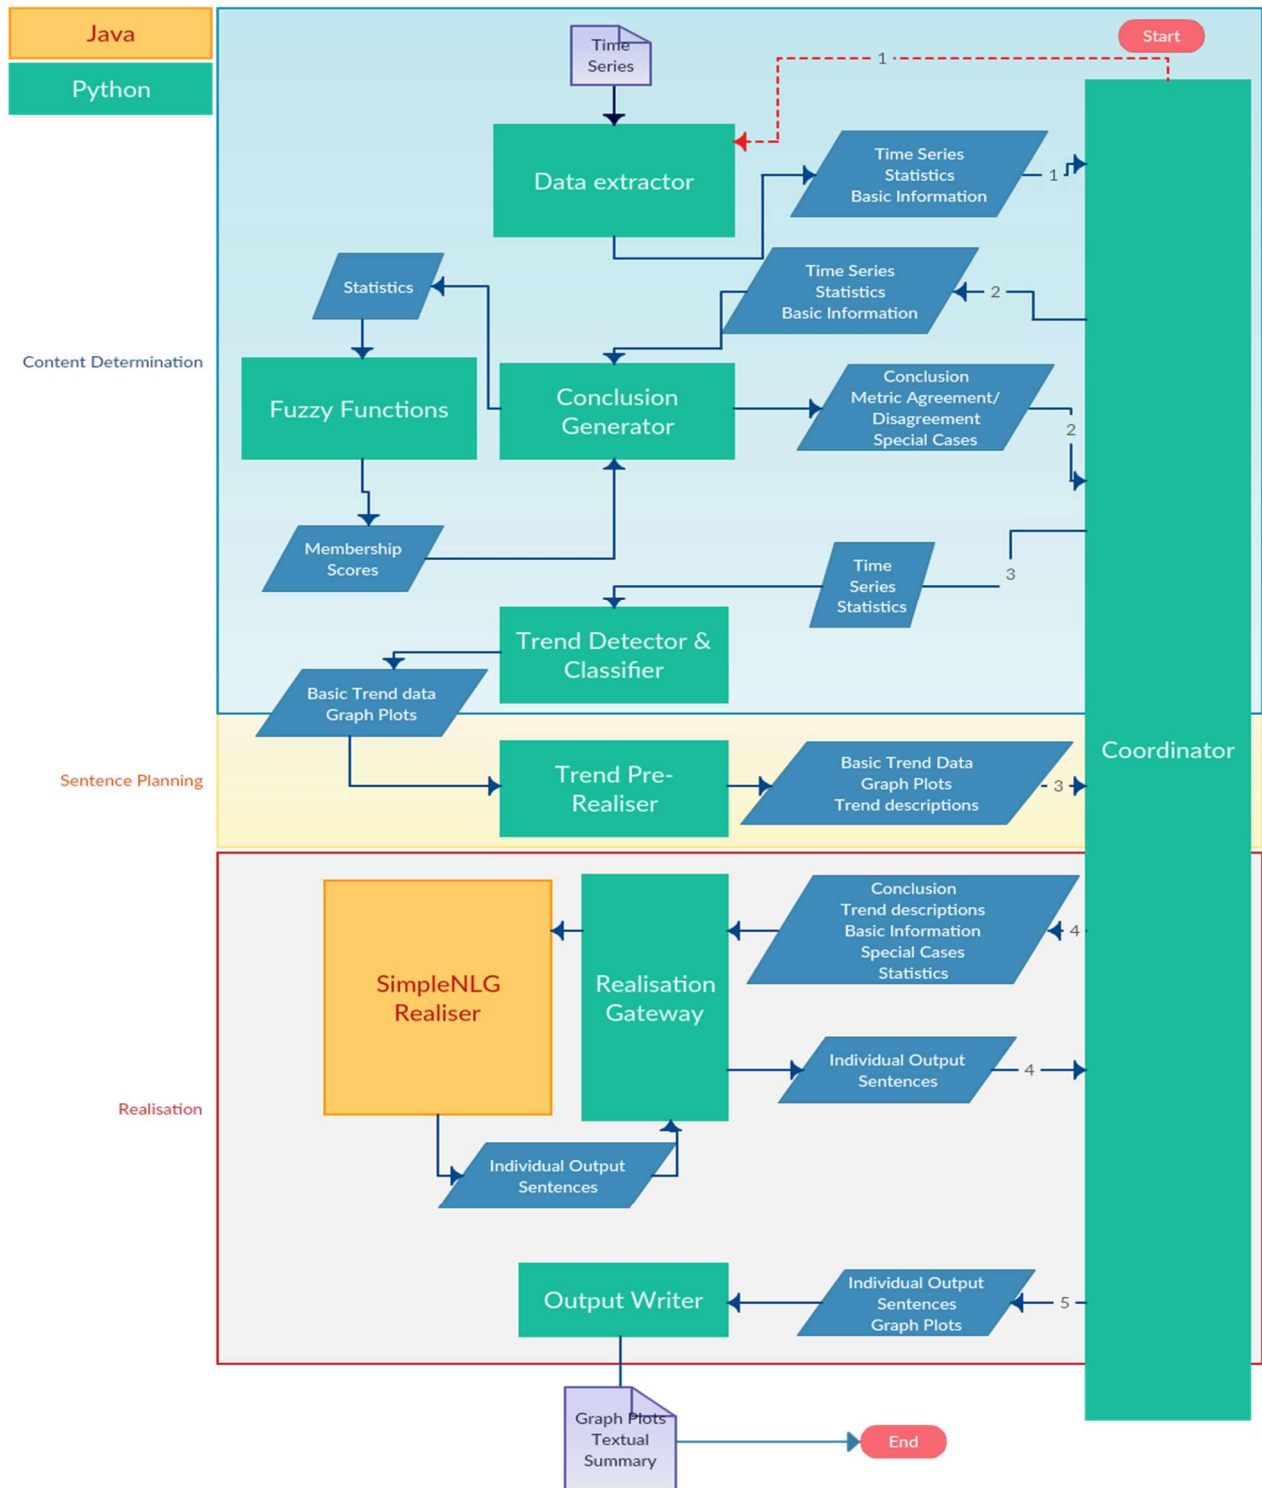 Java
Python
Start
Time
Series
1
Data extractor
Time Series
Statistics
Basic Information
1
Time Series
Statistics
Basic Information
2
Statistics
Content Determination
Fuzzy Functions
Conclusion
Generator
Conclusion
Metric Agreement/
Disagreement
Special Cases
2
Membership
Scores
Time
Series
Statistics
3
Trend Detector &
Classifier
Basic Trend data
Graph Plots
Coordinator
Sentence Planning
Trend Pre-
Realiser
Basic Trend Data
Graph Plots
Trend descriptions
3
Conclusion
Trend descriptions
Basic Information
Special Cases
Statistics
4
SimpleNLG
Realiser
Realisation
Gateway
Individual Output
Sentences
4
Realisation
Individual Output
Sentences
Output Writer
Individual Output
Sentences
Graph Plots
5
Graph Plots
Textual
Summary
End